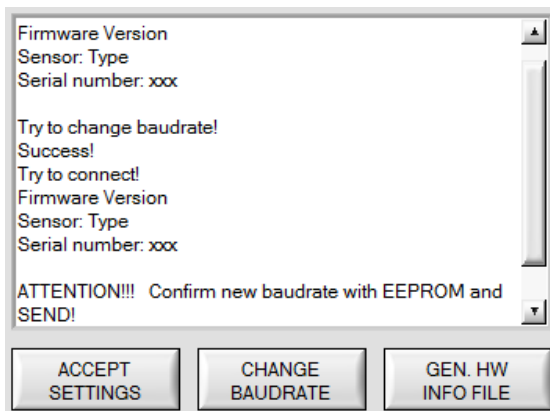 Firmware Version
Sensor: Type
Serial number: xxx
Try to change baudrate!
Success!
Try to connect!
Firmware Version
Sensor: Type
Serial number: xxx
ATTENTION!!! Confirm new baudrate with EEPROM and
SEND!
ACCEPT
SETTINGS
CHANGE
BAUDRATE
GEN. HW
INFO FILE